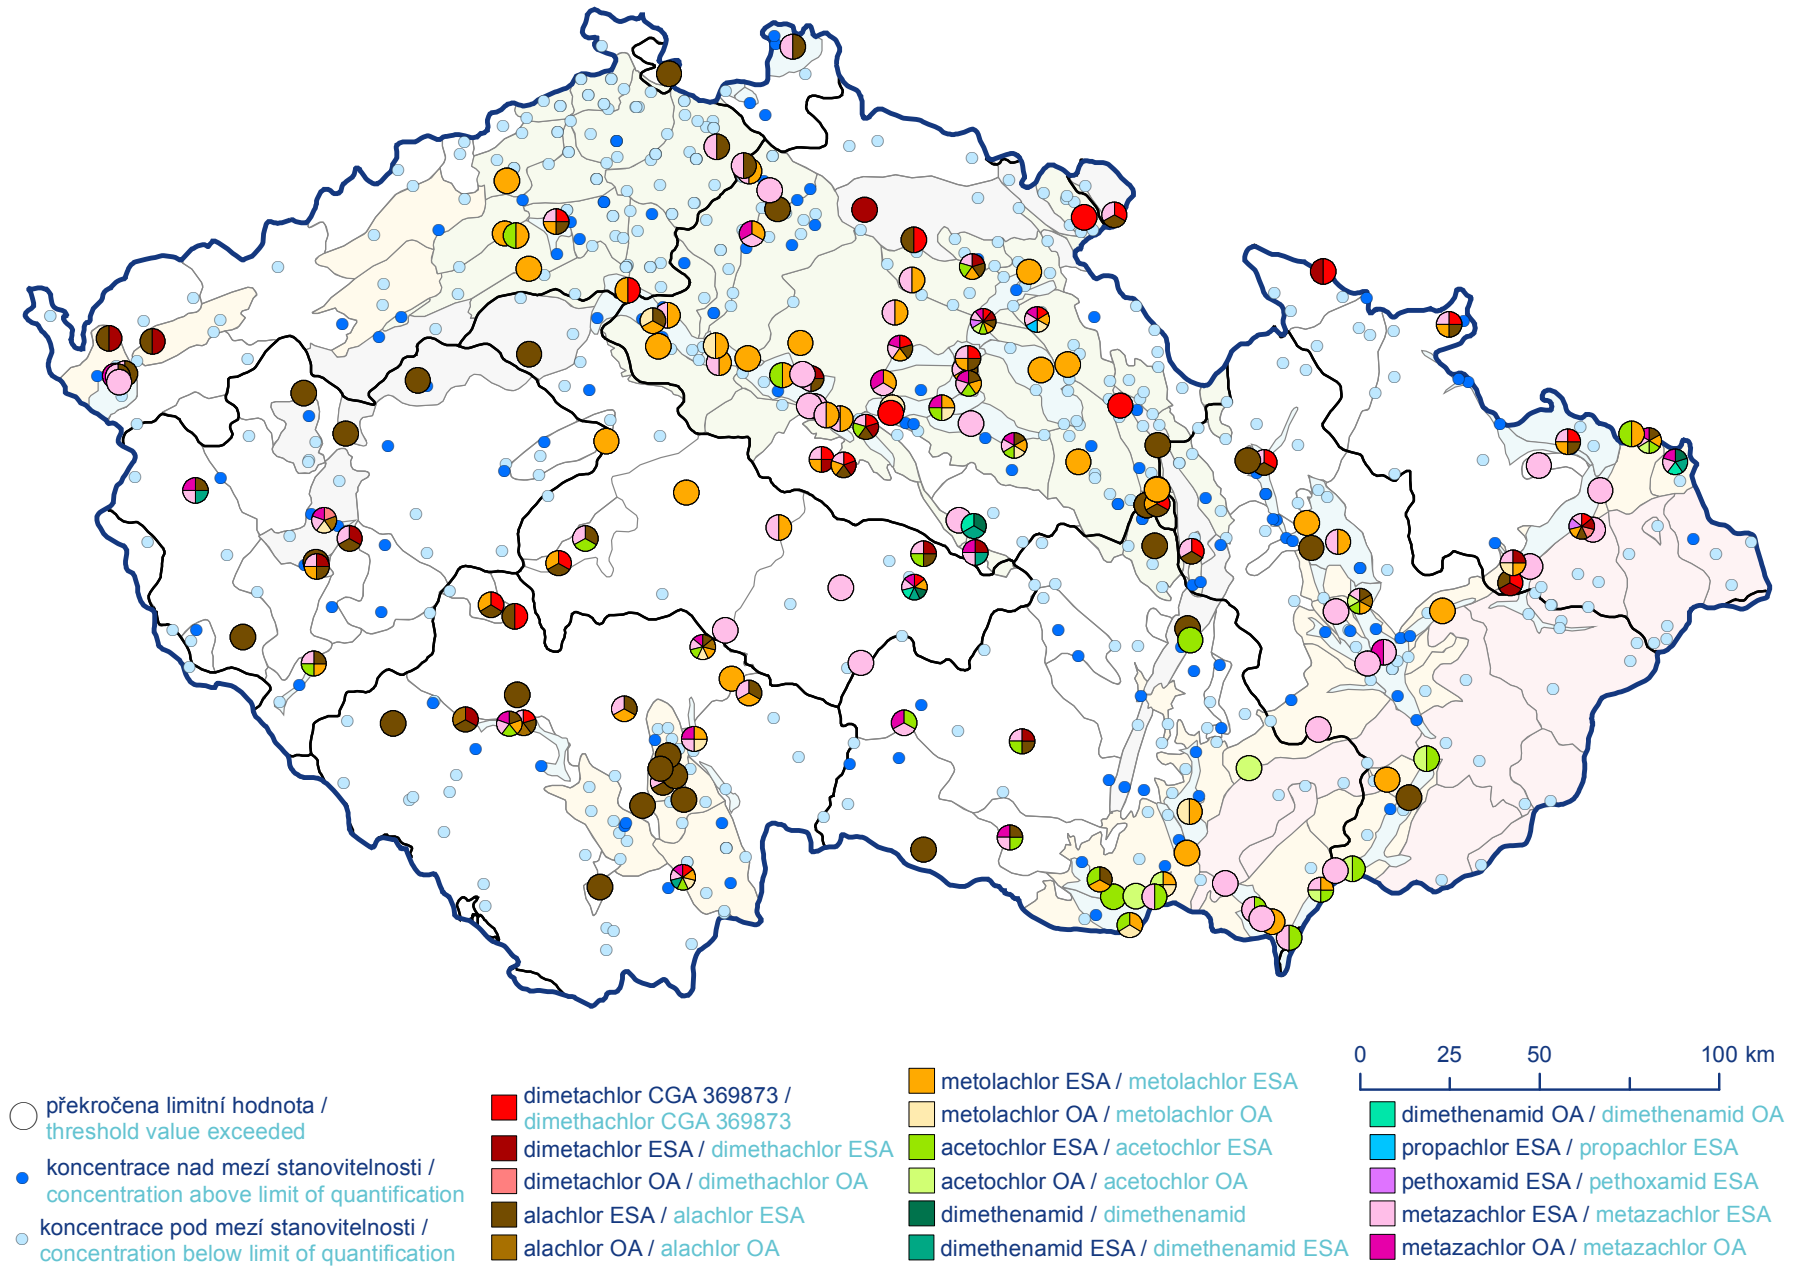 0 25 50 100 km
překročena limitní hodnota /
threshold value exceeded
koncentrace nad mezí stanovitelnosti /
concentration above limit of quantification
koncentrace pod mezí stanovitelnosti /
concentration below limit of quantification
dimetachlor CGA 369873 /
dimethachlor CGA 369873
dimetachlor ESA / dimethachlor ESA
dimetachlor OA / dimethachlor OA
alachlor ESA / alachlor ESA
alachlor OA / alachlor OA
metolachlor ESA / metolachlor ESA
metolachlor OA / metolachlor OA
acetochlor ESA / acetochlor ESA
acetochlor OA / acetochlor OA
dimethenamid / dimethenamid
dimethenamid ESA / dimethenamid ESA
dimethenamid OA / dimethenamid OA
propachlor ESA / propachlor ESA
pethoxamid ESA / pethoxamid ESA
metazachlor ESA / metazachlor ESA
metazachlor OA / metazachlor OA